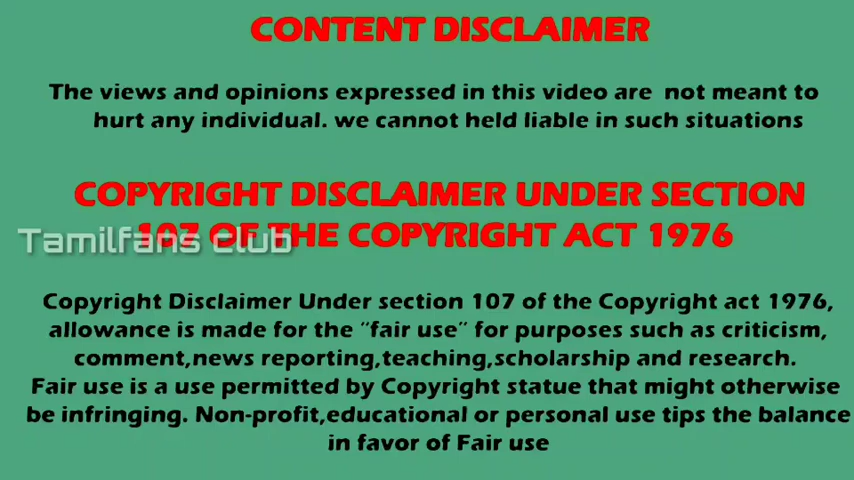 CONTENT DISCLAIMER
The views and opinions expressed in this video are not meant to
hurt any individual. we cannot held liable in such situations
COPYRIGHT DISCLAIMER UNDER SECTION
107 OF THE COPYRIGHT ACT 1976
Tamilfans club
Copyright Disclaimer Under section 107 of the Copyright act 1976,
allowance is made for the "fair use" for purposes such as criticism,
comment,news reporting,teaching,scholarship and research.
Fair use is a use permitted by Copyright statue that might otherwise
be infringing. Non-profit,educational or personal use tips the balance
in favor of Fair use